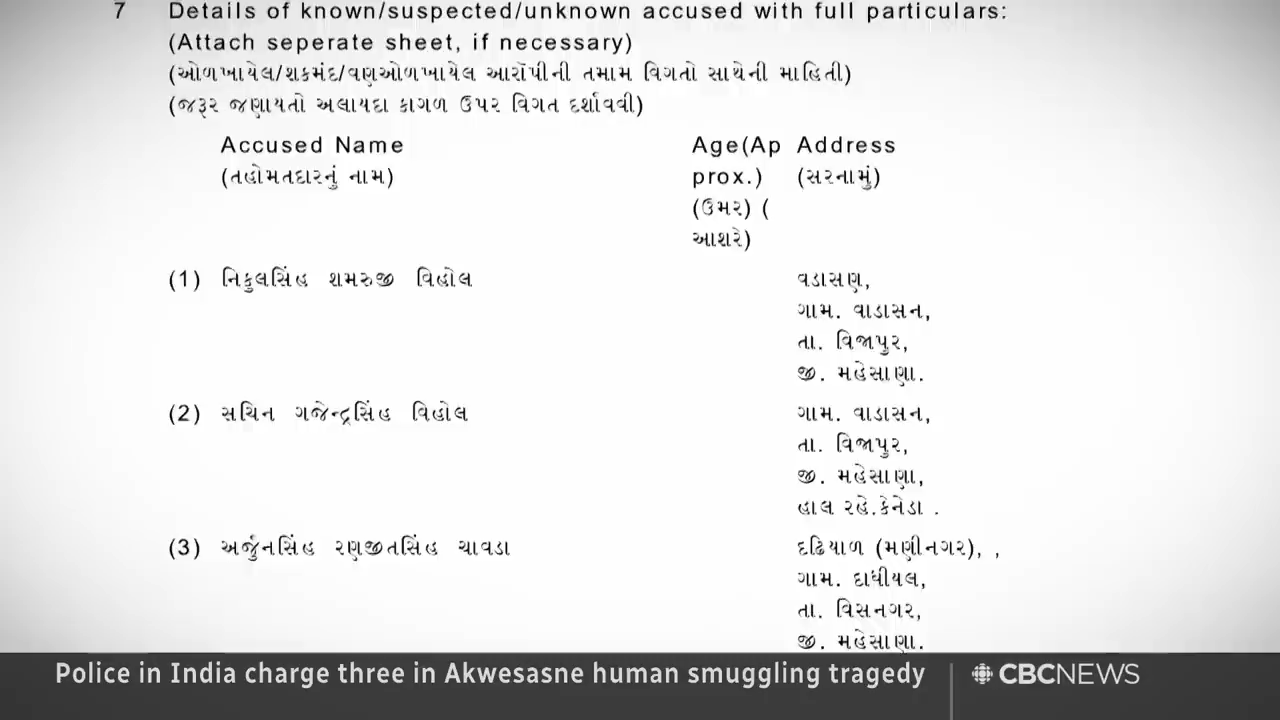 7 Details of known/suspected/unknown accused with full particulars:
(Attach seperate sheet, if necessary)
(ઓળખાયેલ/શકમંદ/વણઓળખાયેલ આરોપીની તમામ વિગતો સાથેની માહિતી)
(જરૂર જણાયતો અલાયદા કાગળ ઉપર વિગત દર્શાવવી)
Accused Name Age(Ap Address
(તહોમતદારનું નામ) prox.) (સરનામું)
(ઉમર) (
આશરે)
(1) નિકુલસિંહ શમરુજી વિહોલ વડાસણ,
ગામ. વાડાસન,
તા. વિજાપુર,
જી. મહેસાણા.
(2) સચિન ગજેન્દ્રસિંહ વિહોલ ગામ. વાડાસન,
તા. વિજાપુર,
જી. મહેસાણા,
હાલ રહે.કેનેડા .
(3) અર્જુનસિંહ રણજીતસિંહ ચાવડા દઢિયાળ (મણીનગર), ,
ગામ. દાધીયલ,
તા. વિસનગર,
જી. મહેસાણા.
Police in India charge three in Akwesasne human smuggling tragedy CBCNEWS